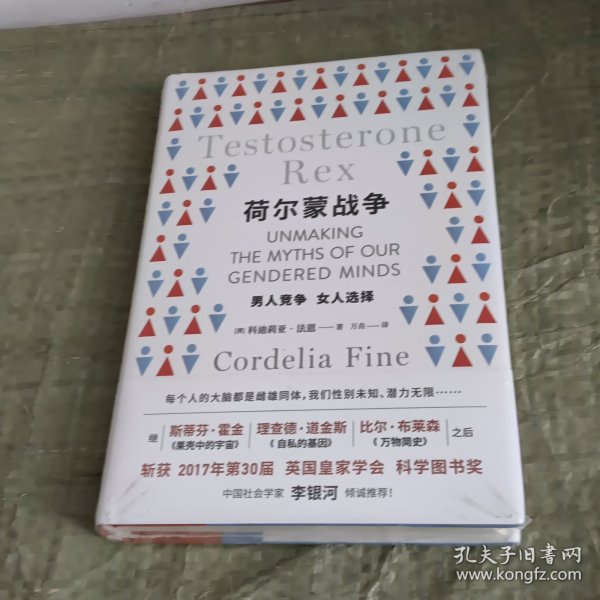 Testosterone
Rex
荷尔蒙战争
UNMAKING
THE MYTHS OF OUR
GENDERED MINDS
男人竞争 女人选择
科迪莉亚·法恩——著 万垚——译
Cordelia Fine
每个人的大脑都是雌雄同体，我们性别未知、潜力无限……
继 斯蒂芬·霍金 理查德·道金斯 比尔·布莱森 之后
《果壳中的宇宙》 《自私的基因》 《万物简史》
斩获 2017年第30届 英国皇家学会 科学图书奖
中国社会学家 李银河 倾诚推荐！
孔夫子旧书网
www.kongfz.com